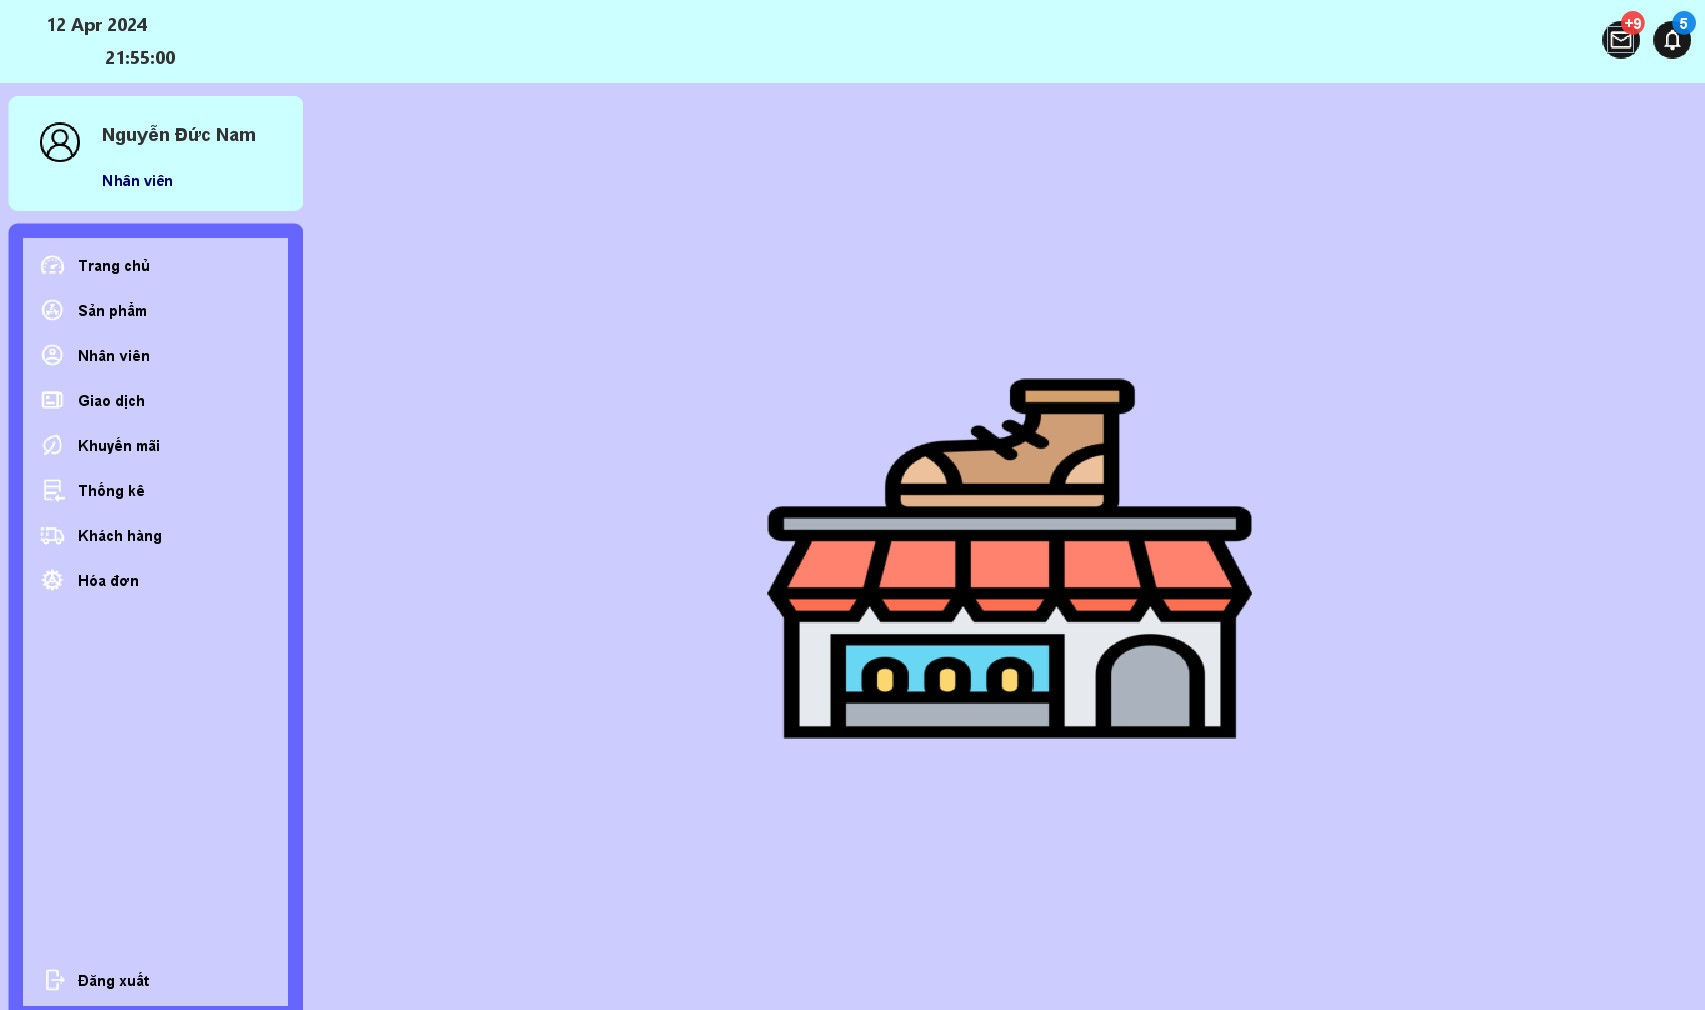 12 Apr 2024
21:55:00
+9
5
Nguyễn Đức Nam
Nhân viên
Trang chủ
Sản phẩm
Nhân viên
Giao dịch
Khuyến mãi
Thống kê
Khách hàng
Hóa đơn
Đăng xuất